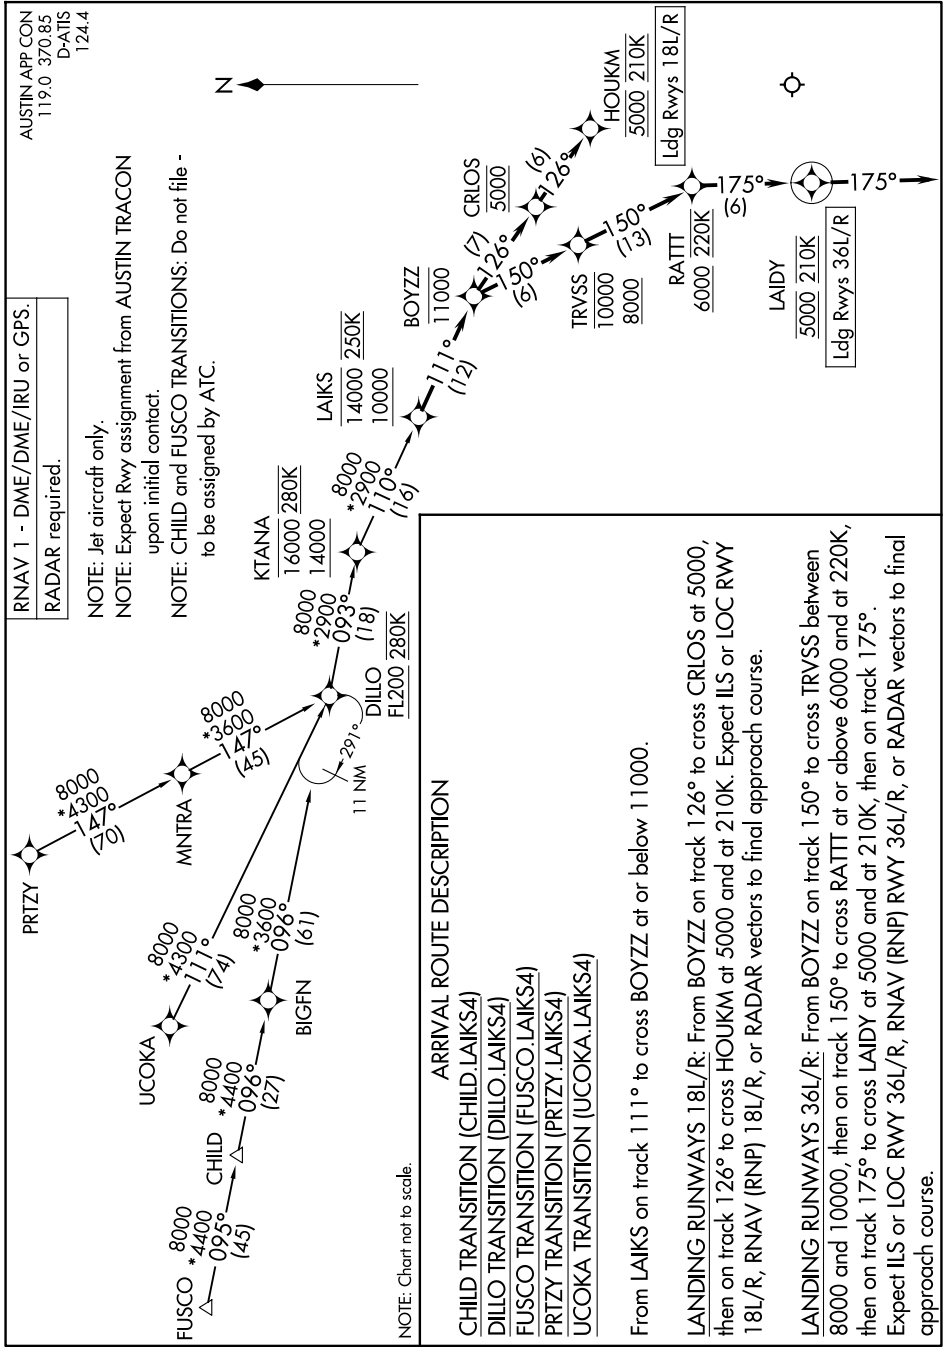 AUSTIN APP CON
119.0 370.85
D-ATIS
124.4
RNAV 1 - DME/DME/IRU or GPS.
RADAR required.
NOTE: Jet aircraft only.
NOTE: Expect Rwy assignment from AUSTIN TRACON
upon initial contact.
NOTE: CHILD and FUSCO TRANSITIONS: Do not file -
to be assigned by ATC.
N
PRTZY
8000
*4300
147°
(70)
MNTRA
8000
*3600
147°
(45)
UCOKA
8000
*4300
111°
(74)
FUSCO
8000
*4400
095°
(45)
CHILD
8000
*4400
096°
(27)
BIGFN
8000
*3600
096°
(61)
291°
11 NM
DILLO
FL200 280K
8000
*2900
093°
(18)
KTANA
16000 280K
14000
8000
*2900
110°
(16)
LAIKS
14000 250K
10000
111°
(12)
BOYZZ
11000
(7)
126°
CRLOS
5000
(6)
126°
HOUKM
5000 210K
Ldg Rwys 18L/R
150°
(6)
TRVSS
10000
8000
150°
(13)
RATTT
6000 220K
175°
(6)
LAIDY
5000 210K
Ldg Rwys 36L/R
175°
NOTE: Chart not to scale.
ARRIVAL ROUTE DESCRIPTION
CHILD TRANSITION (CHILD.LAIKS4)
DILLO TRANSITION (DILLO.LAIKS4)
FUSCO TRANSITION (FUSCO.LAIKS4)
PRTZY TRANSITION (PRTZY.LAIKS4)
UCOKA TRANSITION (UCOKA.LAIKS4)
From LAIKS on track 111° to cross BOYZZ at or below 11000.
LANDING RUNWAYS 18L/R: From BOYZZ on track 126° to cross CRLOS at 5000,
then on track 126° to cross HOUKM at 5000 and at 210K. Expect ILS or LOC RWY
18L/R, RNAV (RNP) 18L/R, or RADAR vectors to final approach course.
LANDING RUNWAYS 36L/R: From BOYZZ on track 150° to cross TRVSS between
8000 and 10000, then on track 150° to cross RATTT at or above 6000 and at 220K,
then on track 175° to cross LAIDY at 5000 and at 210K, then on track 175°.
Expect ILS or LOC RWY 36L/R, RNAV (RNP) RWY 36L/R, or RADAR vectors to final
approach course.